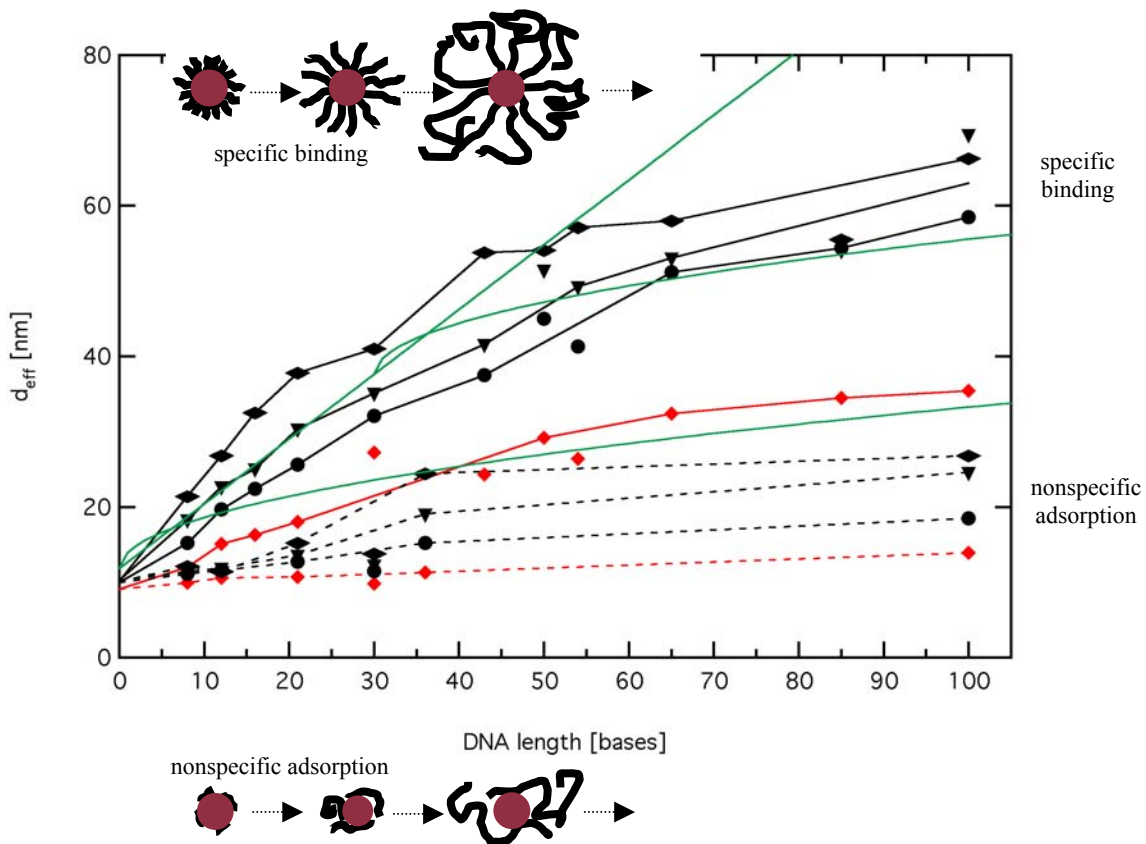 80
60
40
20
0
d_eff [nm]
specific binding
specific
binding
nonspecific
adsorption
0 10 20 30 40 50 60 70 80 90 100
DNA length [bases]
nonspecific adsorption